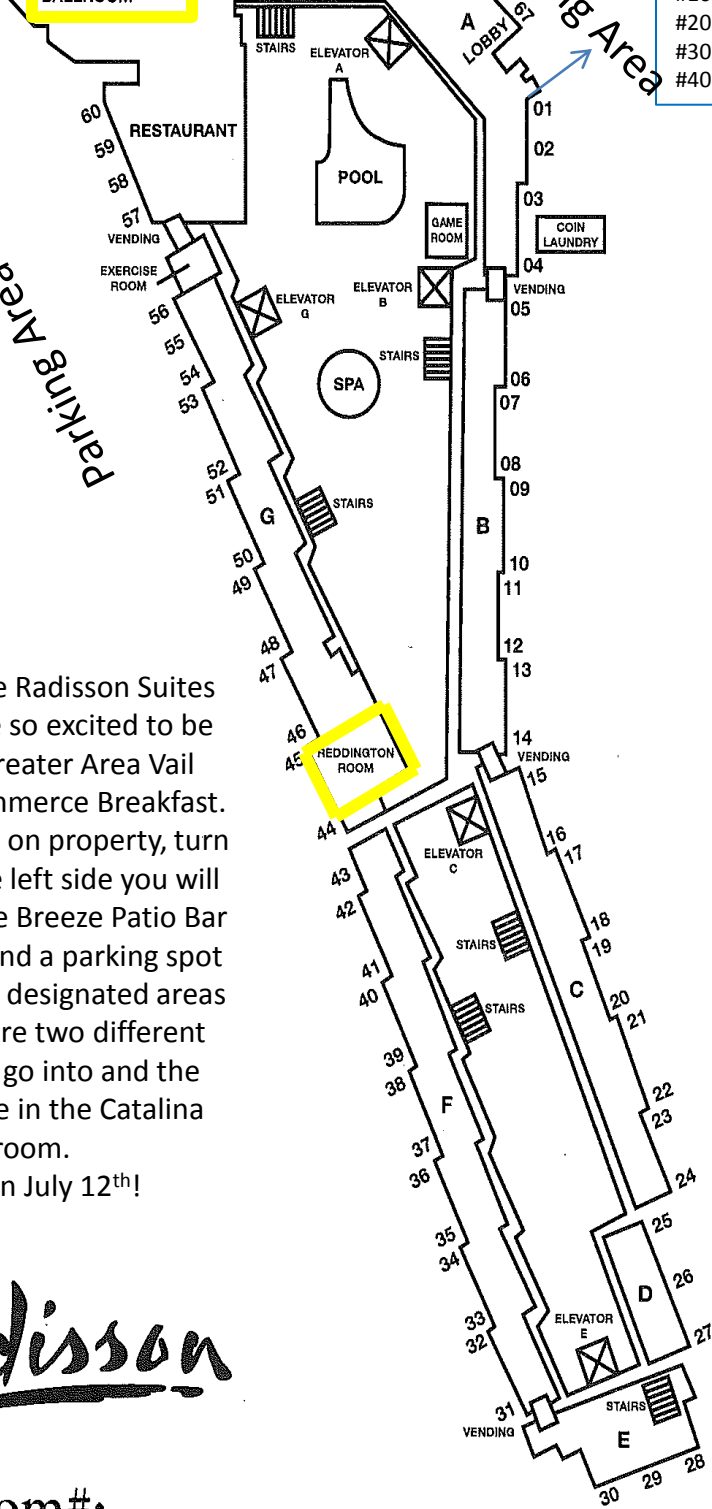 BALLROOM
STAIRS
ELEVATOR
A
A
LOBBY
67
ng Area
#20
#30
#40
01
02
03
04
60
59
58
57
RESTAURANT
POOL
GAME
ROOM
COIN
LAUNDRY
VENDING
EXERCISE
ROOM
ELEVATOR
G
ELEVATOR
B
VENDING
05
Parking Area
56
55
54
53
52
51
50
49
48
47
46
45
44
STAIRS
SPA
STAIRS
G
B
06
07
08
09
10
11
12
13
14
VENDING
15
REDDINGTON
ROOM
e Radisson Suites
e so excited to be
reater Area Vail
mmerce Breakfast.
on property, turn
e left side you will
e Breeze Patio Bar
nd a parking spot
designated areas
re two different
go into and the
e in the Catalina
room.
n July 12th!
ELEVATOR
C
16
17
18
19
20
21
22
23
24
STAIRS
STAIRS
C
F
43
42
41
40
39
38
37
36
35
34
33
32
31
25
26
27
D
ELEVATOR
E
VENDING
STAIRS
E
28
29
30
disson
om#: